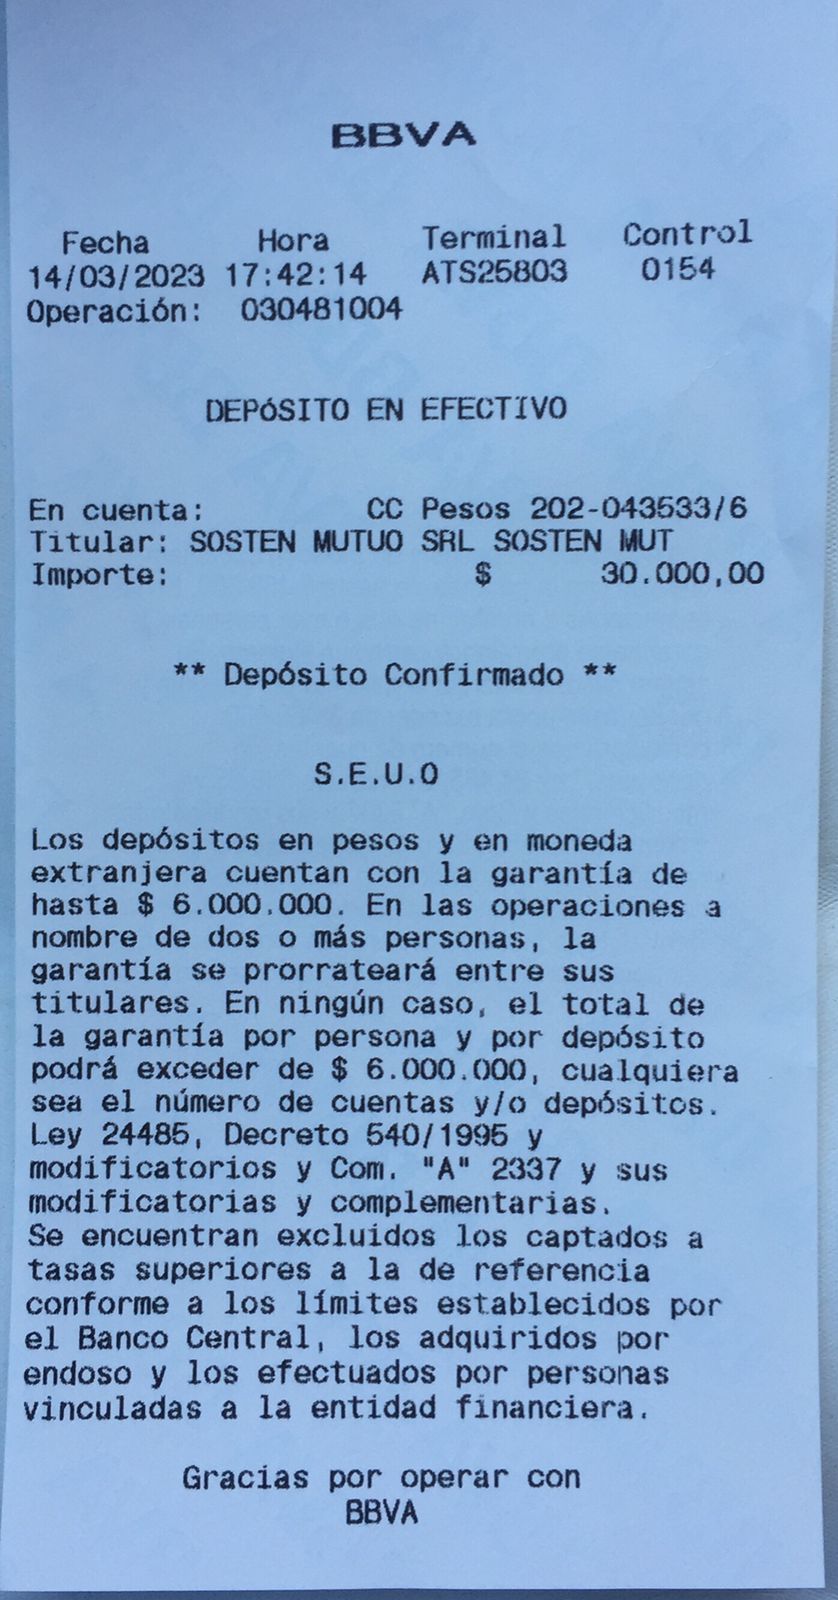 BBVA
Fecha Hora Terminal Control
14/03/2023 17:42:14 ATS25803 0154
Operación: 030481004
DEPóSITO EN EFECTIVO
En cuenta: CC Pesos 202-043533/6
Titular: SOSTEN MUTUO SRL SOSTEN MUT
Importe: $ 30.000,00
** Depósito Confirmado **
S.E.U.O
Los depósitos en pesos y en moneda
extranjera cuentan con la garantía de
hasta $ 6.000.000. En las operaciones a
nombre de dos o más personas, la
garantía se prorrateará entre sus
titulares. En ningún caso, el total de
la garantía por persona y por depósito
podrá exceder de $ 6.000.000, cualquiera
sea el número de cuentas y/o depósitos.
Ley 24485, Decreto 540/1995 y
modificatorios y Com. "A" 2337 y sus
modificatorias y complementarias.
Se encuentran excluidos los captados a
tasas superiores a la de referencia
conforme a los límites establecidos por
el Banco Central, los adquiridos por
endoso y los efectuados por personas
vinculadas a la entidad financiera.
Gracias por operar con
BBVA